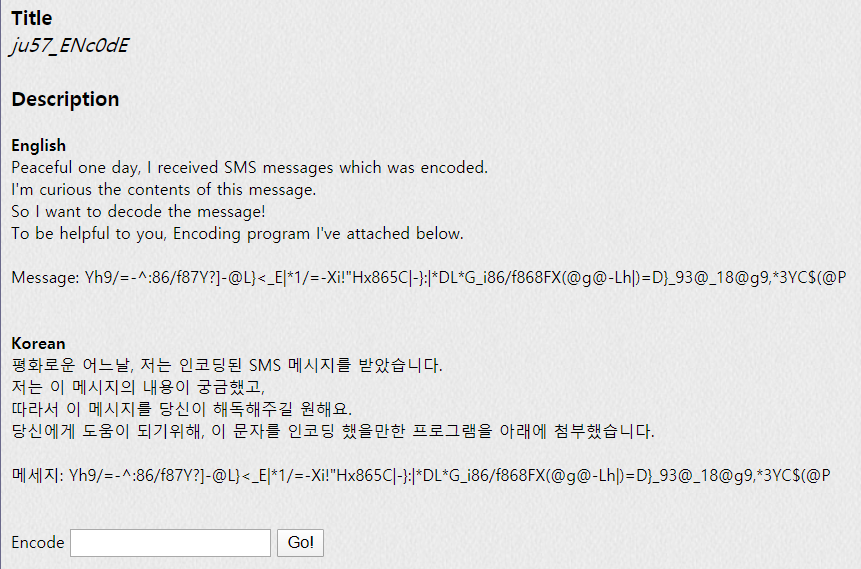 Title
ju57_ENc0dE
Description
English
Peaceful one day, I received SMS messages which was encoded.
I'm curious the contents of this message.
So I want to decode the message!
To be helpful to you, Encoding program I've attached below.
Message: Yh9/=-^:86/f87Y?]-@L}<_E|*1/=-Xi!"Hx865C|-}:|*DL*G_i86/f868FX(@g@-Lh|)=D}_93@_18@g9,*3YC$(@P
Korean
평화로운 어느날, 저는 인코딩된 SMS 메시지를 받았습니다.
저는 이 메시지의 내용이 궁금했고,
따라서 이 메시지를 당신이 해독해주길 원해요.
당신에게 도움이 되기위해, 이 문자를 인코딩 했을만한 프로그램을 아래에 첨부했습니다.
메세지: Yh9/=-^:86/f87Y?]-@L}<_E|*1/=-Xi!"Hx865C|-}:|*DL*G_i86/f868FX(@g@-Lh|)=D}_93@_18@g9,*3YC$(@P
Encode Go!